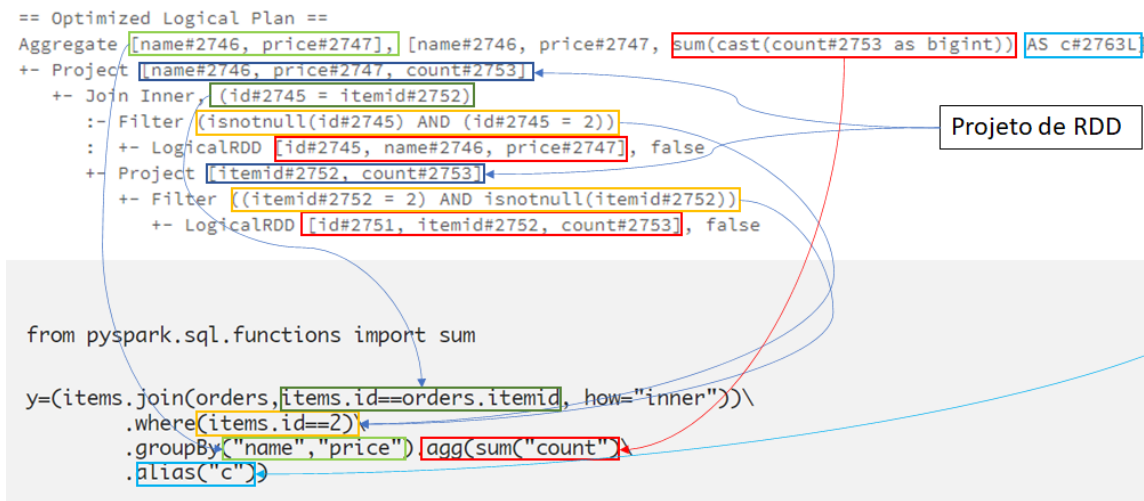 == Optimized Logical Plan ==
Aggregate [name#2746, price#2747], [name#2746, price#2747, sum(cast(count#2753 as bigint)) AS c#2763L]
+- Project [name#2746, price#2747, count#2753]
   +- Join Inner, (id#2745 = itemid#2752)
      :- Filter (isnotnull(id#2745) AND (id#2745 = 2))
Projeto de RDD
      :  +- LogicalRDD [id#2745, name#2746, price#2747], false
      +- Project [itemid#2752, count#2753]
         +- Filter ((itemid#2752 = 2) AND isnotnull(itemid#2752))
            +- LogicalRDD [id#2751, itemid#2752, count#2753], false
from pyspark.sql.functions import sum
y=(items.join(orders,items.id==orders.itemid, how="inner"))\
         .where(items.id==2)\
         .groupBy("name","price").agg(sum("count")\
         .alias("c"))